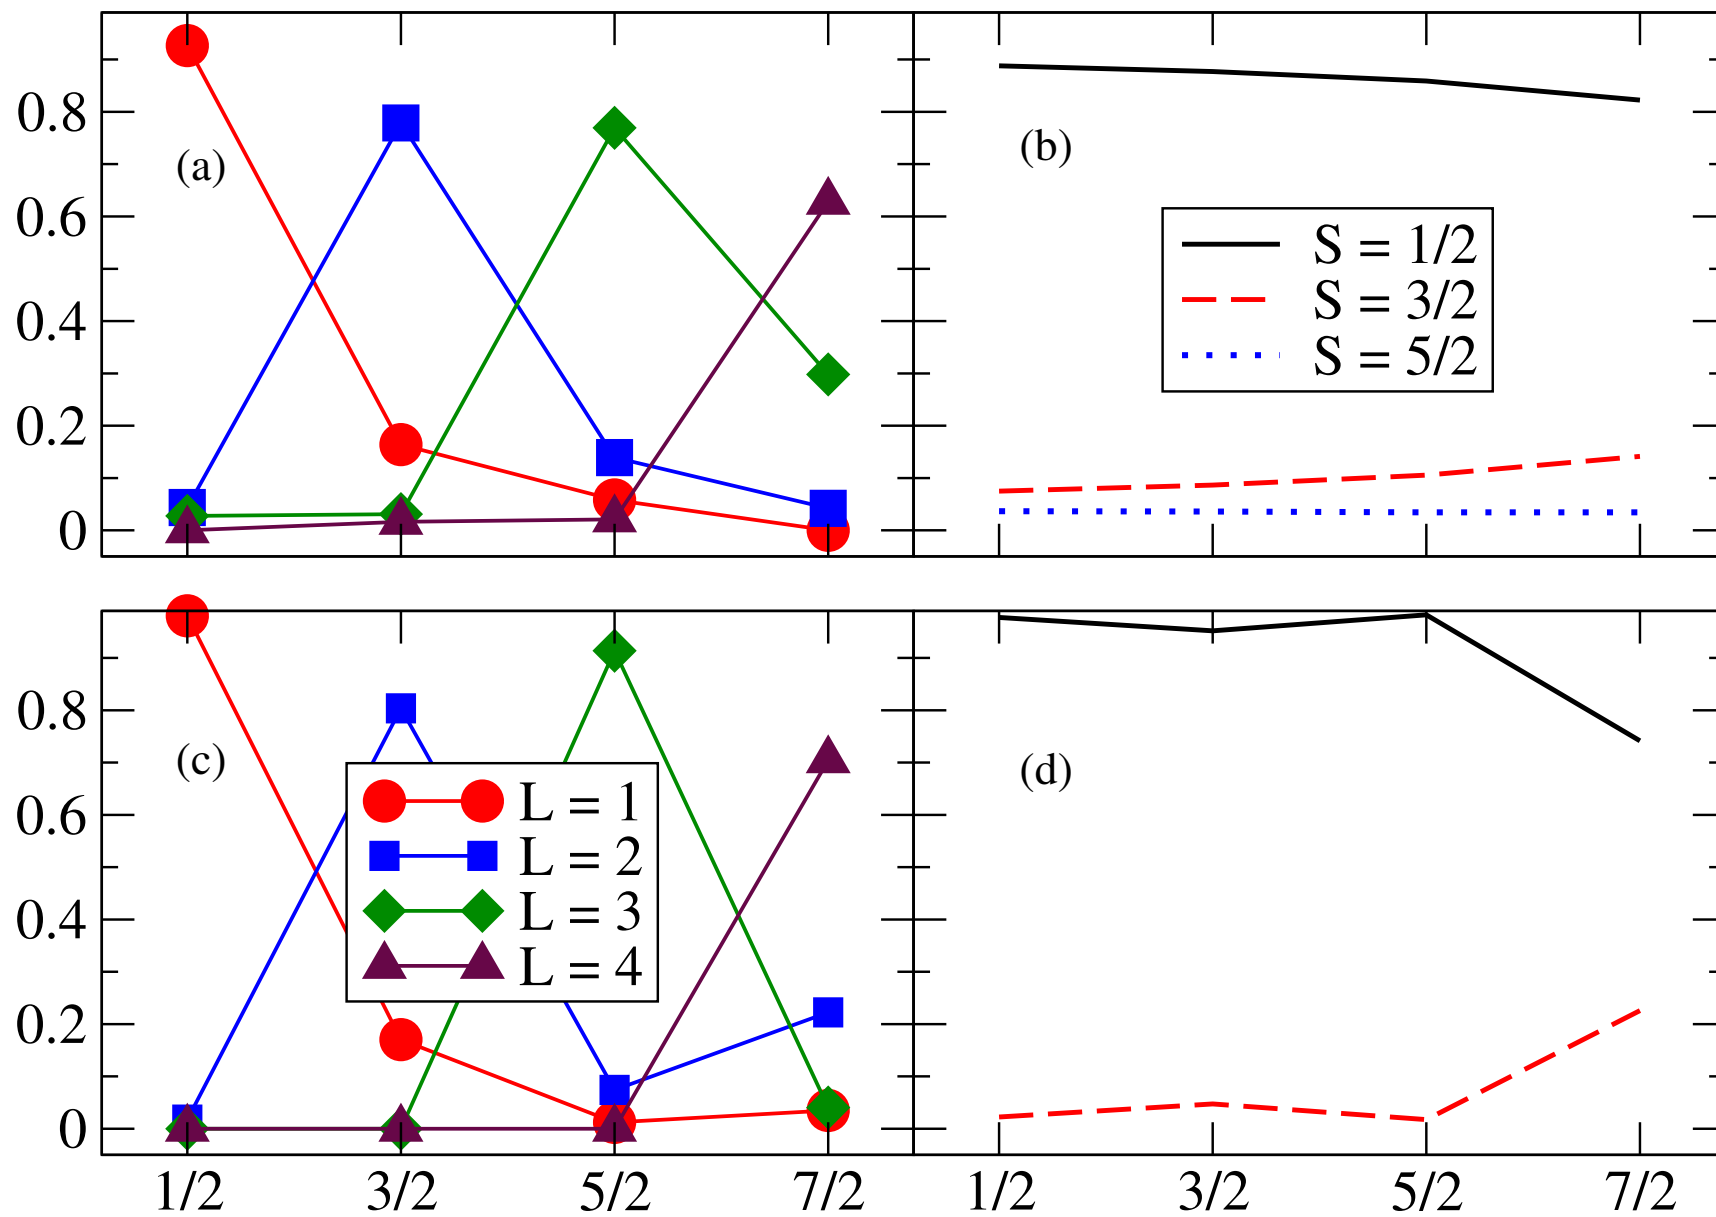 0.8
0.6
0.4
0.2
0
(a)
(b)
S = 1/2
S = 3/2
S = 5/2
0.8
0.6
0.4
0.2
0
(c)
L = 1
L = 2
L = 3
L = 4
(d)
1/2 3/2 5/2 7/2 1/2 3/2 5/2 7/2